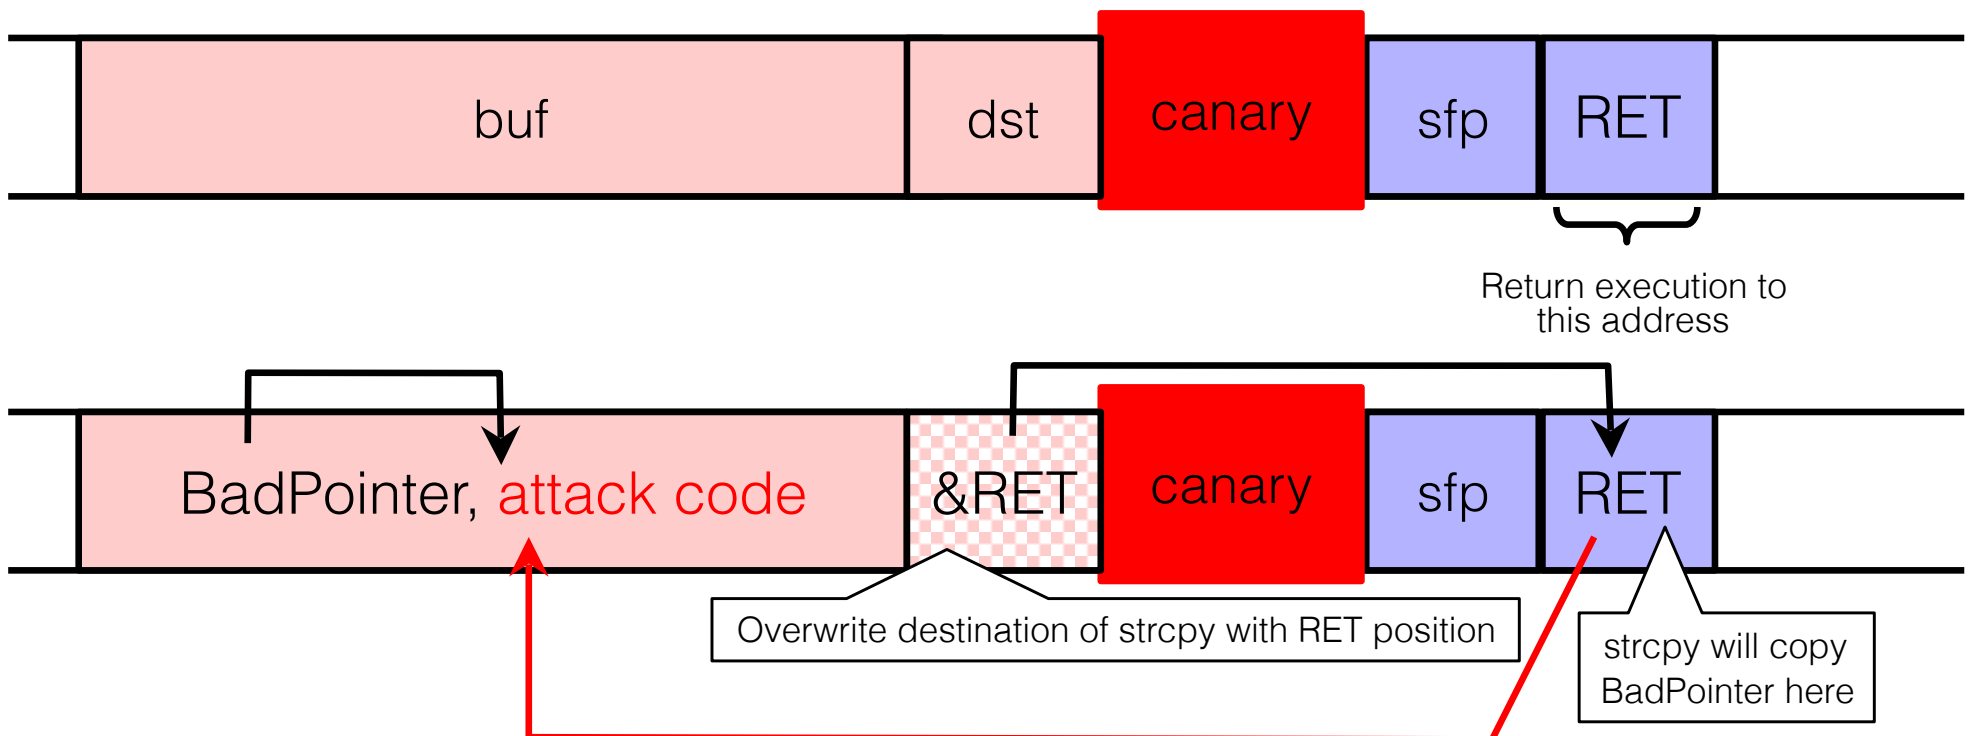 buf dst canary sfp RET
Return execution to
this address
BadPointer, attack code &RET canary sfp RET
Overwrite destination of strcpy with RET position
strcpy will copy
BadPointer here